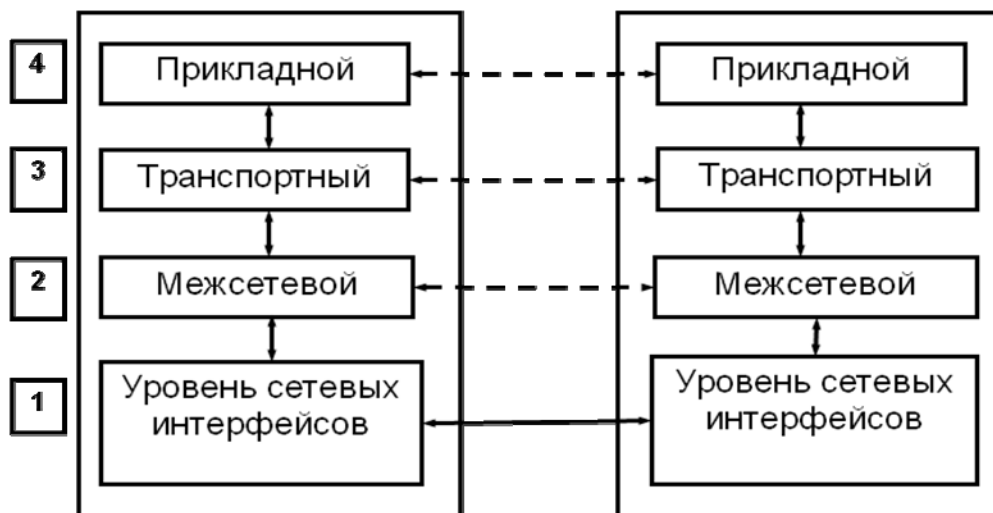 4
Прикладной
Прикладной
3
Транспортный
Транспортный
2
Межсетевой
Межсетевой
1
Уровень сетевых
интерфейсов
Уровень сетевых
интерфейсов